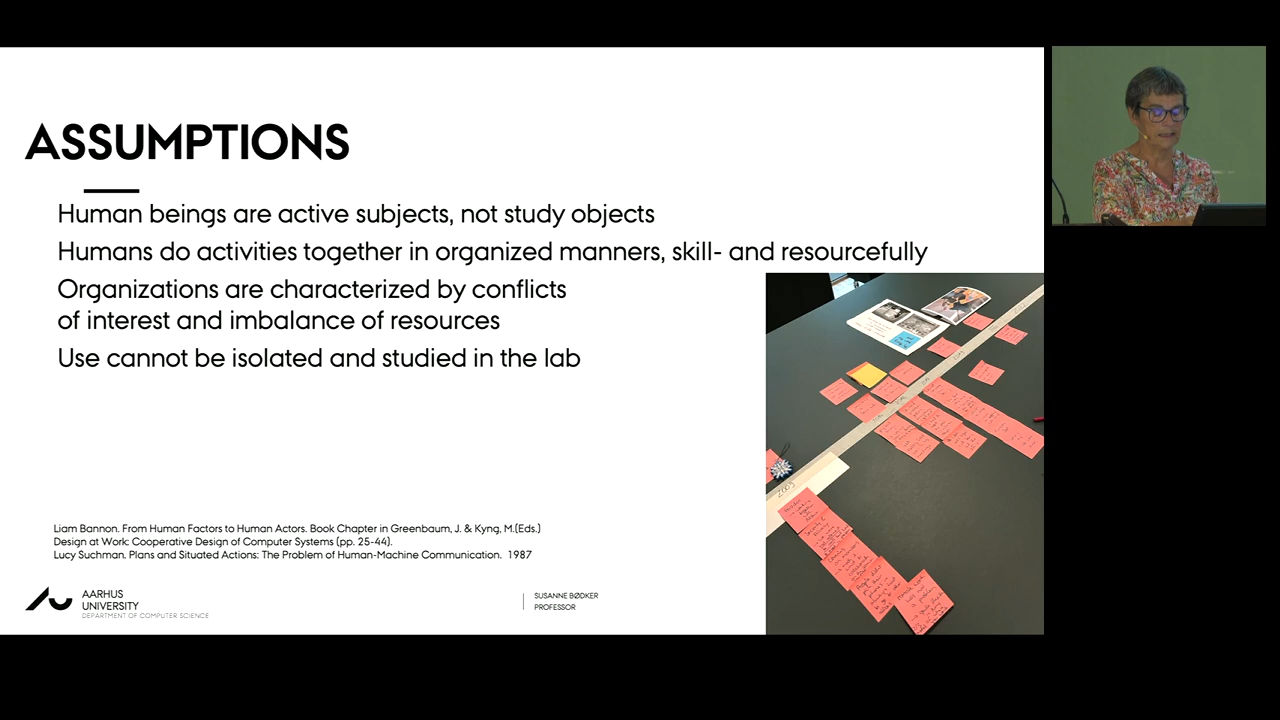 ASSUMPTIONS
Human beings are active subjects, not study objects
Humans do activities together in organized manners, skill- and resourcefully
Organizations are characterized by conflicts
of interest and imbalance of resources
Use cannot be isolated and studied in the lab
Liam Bannon. From Human Factors to Human Actors. Book Chapter in Greenbaum, J. & Kyng, M.(Eds.)
Design at Work: Cooperative Design of Computer Systems (pp. 25-44).
Lucy Suchman. Plans and Situated Actions: The Problem of Human-Machine Communication. 1987
AARHUS
UNIVERSITY
DEPARTMENT OF COMPUTER SCIENCE
SUSANNE BØDKER
PROFESSOR
2003